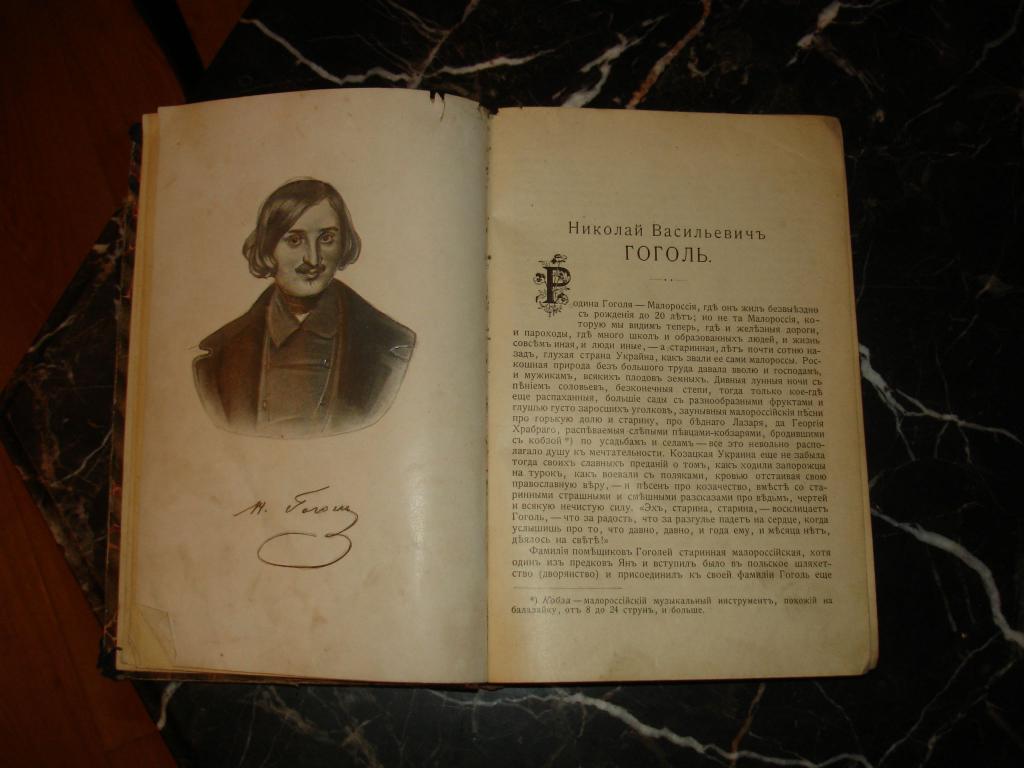 Н. Гоголь
Николай Васильевичъ
ГОГОЛЬ.
Родина Гоголя — Малороссія, гдѣ онъ жилъ безвыѣздно
съ рожденія до 20 лѣтъ; но не та Малороссія, ко-
торую мы видимъ теперь, гдѣ и желѣзныя дороги,
и пароходы, гдѣ много школъ и образованныхъ людей, и жизнь
совсѣмъ иная, и люди иные, — а старинная, лѣтъ почти сотню на-
задъ, глухая страна Украйна, какъ звали ее сами малороссы. Рос-
кошная природа безъ большого труда давала вволю и господамъ,
и мужикамъ, всякихъ плодовъ земныхъ. Дивныя лунныя ночи съ
пѣніемъ соловьевъ, безконечныя степи, тогда только кое-гдѣ
еще распаханныя, большіе сады съ разнообразными фруктами и
глушью густо заросшихъ уголковъ, заунывныя малороссійскія пѣсни
про горькую долю и старину, про бѣднаго Лазаря, да Георгія
Храбраго, распѣваемыя слѣпыми пѣвцами-кобзарями, бродившими
съ кобзой *) по усадьбамъ и селамъ — все это невольно распо-
лагало душу къ мечтательности. Козацкая Украина еще не забыла
тогда своихъ славныхъ преданій о томъ, какъ ходили запорожцы
на турокъ, какъ воевали съ поляками, кровью отстаивая свою
православную вѣру, — и пѣсенъ про козачество, вмѣстѣ со ста-
ринными страшными и смѣшными разсказами про вѣдьмъ, чертей
и всякую нечистую силу. «Эхъ, старина, старина, — восклицаетъ
Гоголь, — что за радость, что за разгулье падетъ на сердце, когда
услышишь про то, что давно, давно, и года ему, и мѣсяца нѣтъ,
дѣялось на свѣтѣ!»
Фамилія помѣщиковъ Гоголей старинная малороссійская, хотя
одинъ изъ предковъ Янъ и вступилъ было въ польское шляхет-
ство (дворянство) и присоединилъ къ своей фамиліи Гоголь еще
*) Кобза — малороссійскій музыкальный инструментъ, похожій на
балалайку, отъ 8 до 24 струнъ, и больше.